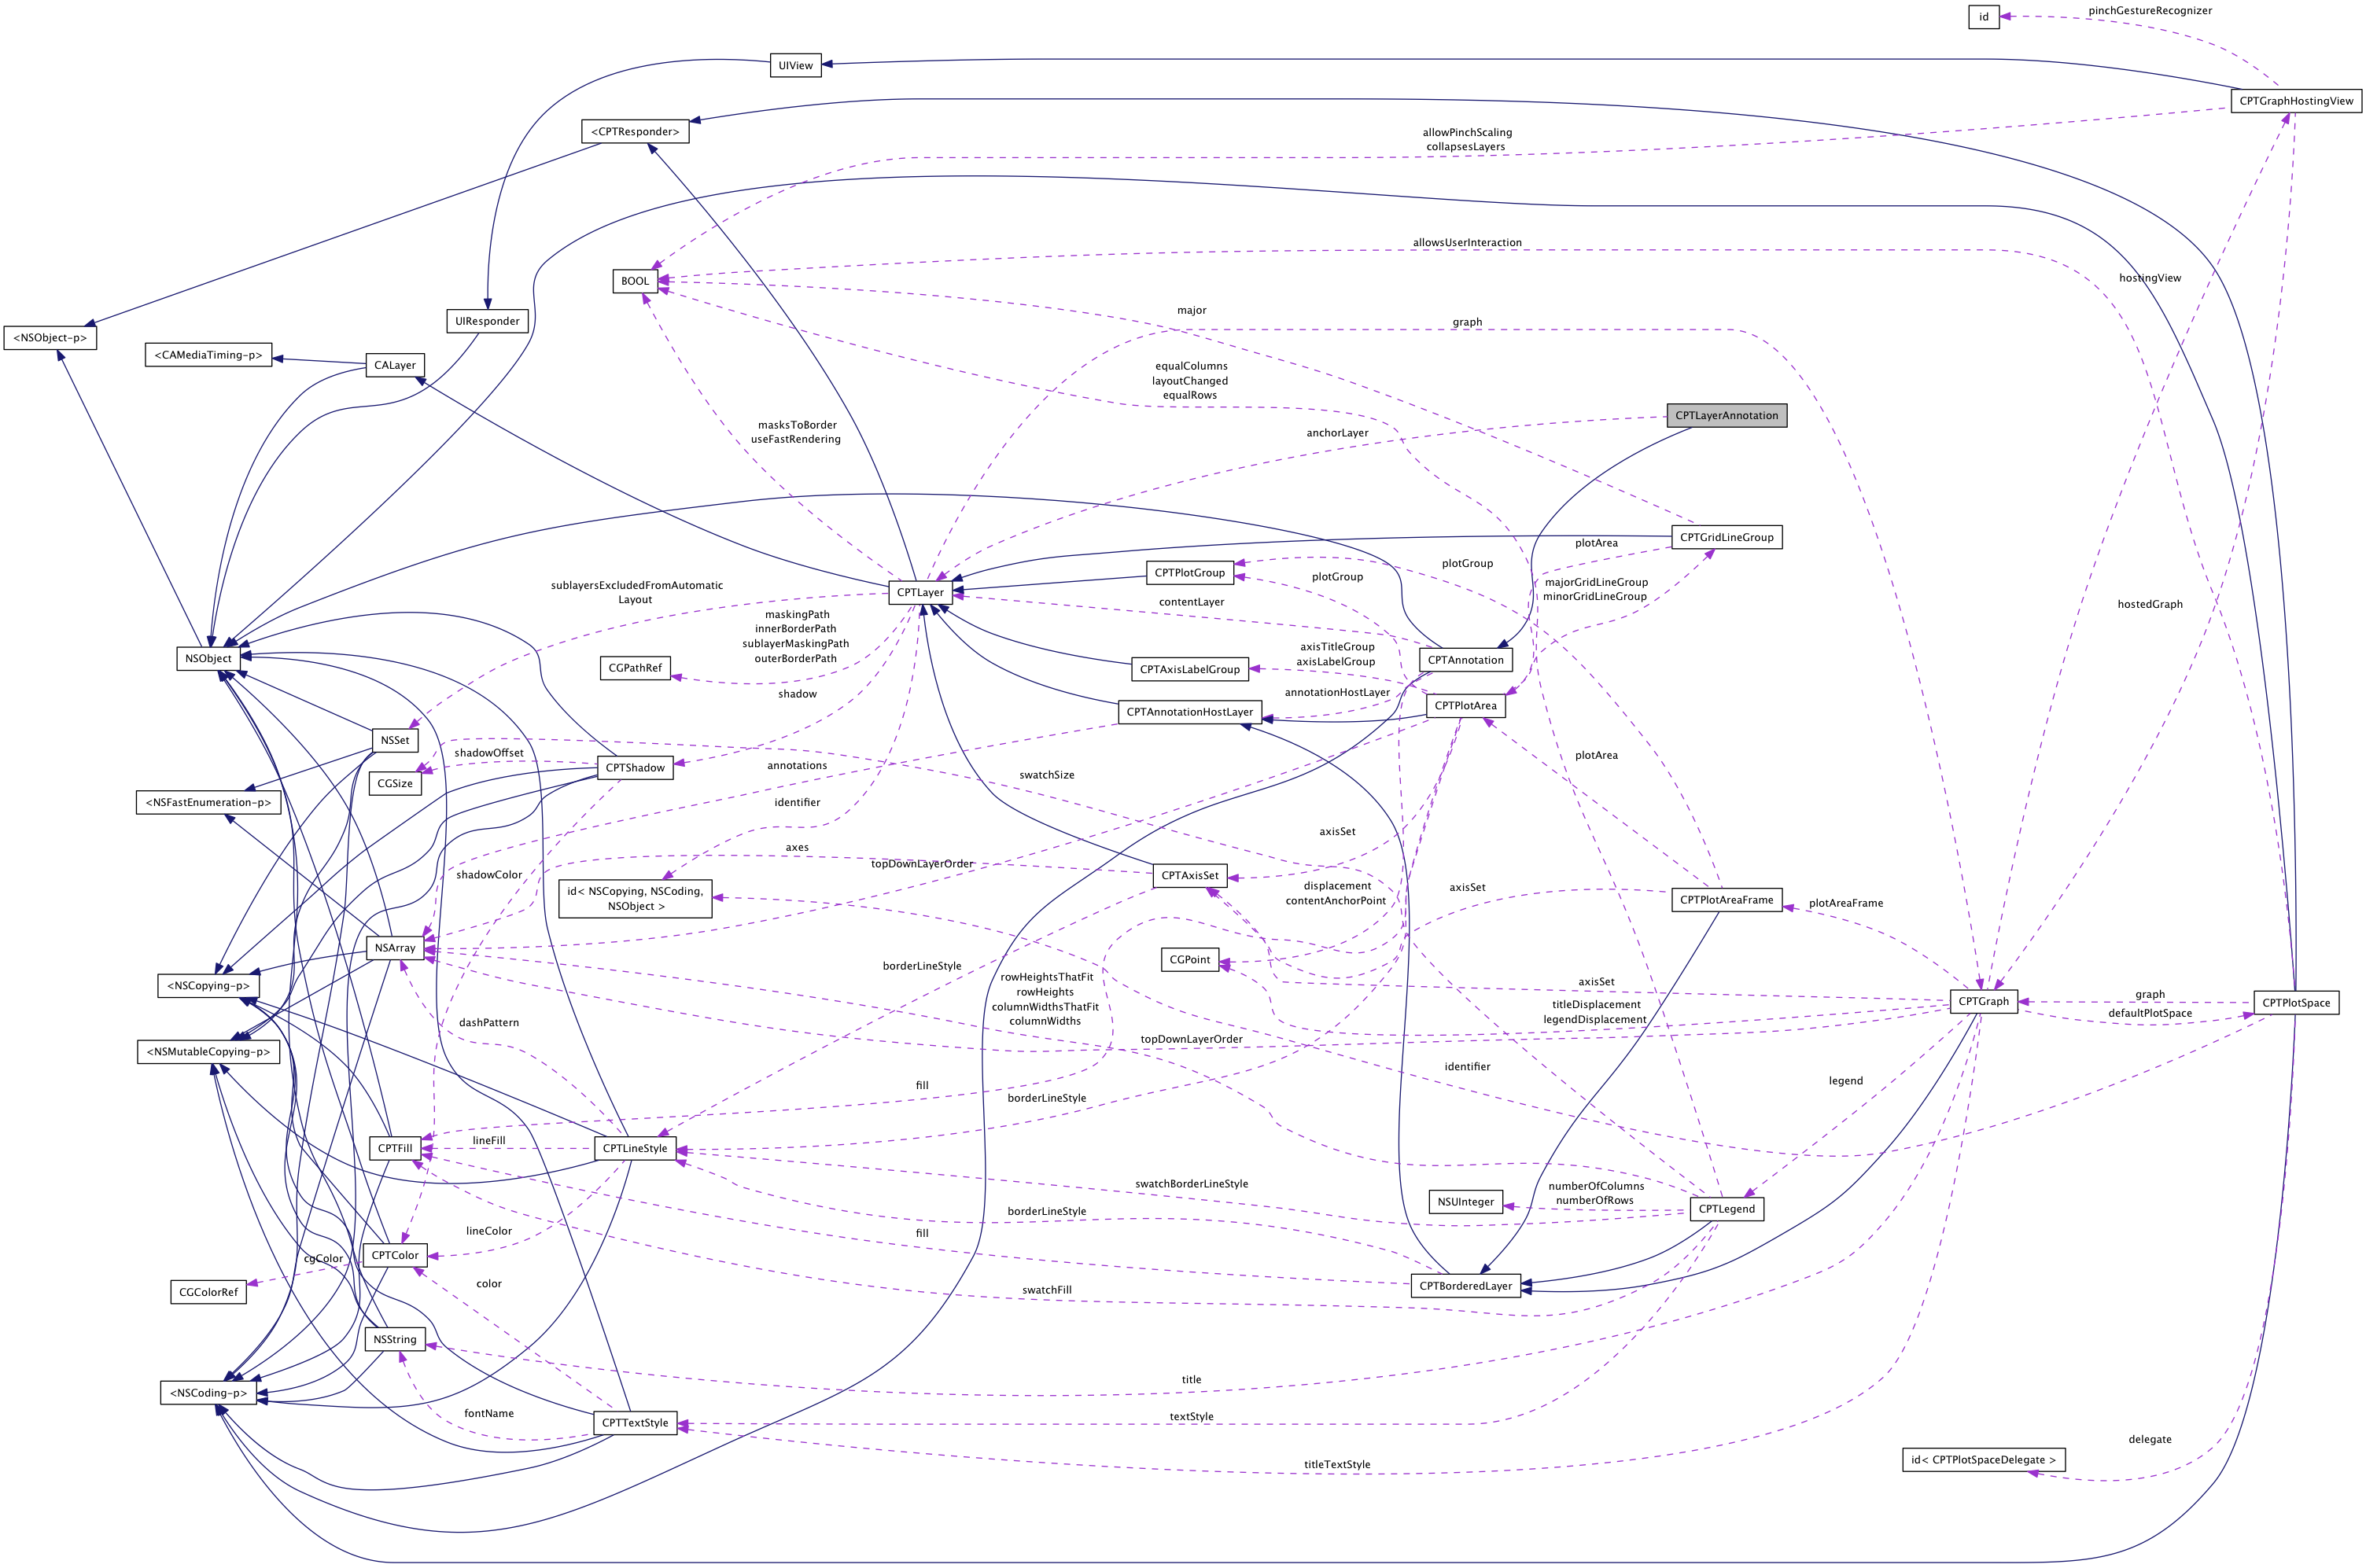 pinchGestureRecognizer
id
UIView
CPTGraphHostingView
<CPTResponder>
allowPinchScaling
collapsesLayers
allowsUserInteraction
BOOL
hostingView
major
UIResponder
graph
<NSObject-p>
<CAMediaTiming-p>
CALayer
equalColumns
layoutChanged
equalRows
CPTLayerAnnotation
masksToBorder
useFastRendering
anchorLayer
CPTGridLineGroup
plotArea
plotGroup
CPTPlotGroup
plotGroup
sublayersExcludedFromAutomatic
Layout
CPTLayer
majorGridLineGroup
minorGridLineGroup
contentLayer
hostedGraph
maskingPath
innerBorderPath
sublayerMaskingPath
outerBorderPath
axisTitleGroup
axisLabelGroup
NSObject
CGPathRef
CPTAxisLabelGroup
CPTAnnotation
shadow
annotationHostLayer
CPTPlotArea
CPTAnnotationHostLayer
NSSet
shadowOffset
plotArea
CPTShadow
annotations
swatchSize
CGSize
<NSFastEnumeration-p>
identifier
axisSet
axes
topDownLayerOrder
shadowColor
CPTAxisSet
displacement
contentAnchorPoint
axisSet
id< NSCopying, NSCoding,
NSObject >
CPTPlotAreaFrame
plotAreaFrame
NSArray
CGPoint
borderLineStyle
<NSCopying-p>
rowHeightsThatFit
rowHeights
columnWidthsThatFit
columnWidths
axisSet
graph
CPTGraph
CPTPlotSpace
titleDisplacement
legendDisplacement
defaultPlotSpace
dashPattern
topDownLayerOrder
<NSMutableCopying-p>
identifier
legend
fill
borderLineStyle
lineFill
CPTFill
CPTLineStyle
swatchBorderLineStyle
numberOfColumns
numberOfRows
NSUInteger
CPTLegend
borderLineStyle
lineColor
fill
CPTColor
cgColor
color
CGColorRef
swatchFill
CPTBorderedLayer
NSString
title
<NSCoding-p>
fontName
textStyle
CPTTextStyle
delegate
titleTextStyle
id< CPTPlotSpaceDelegate >